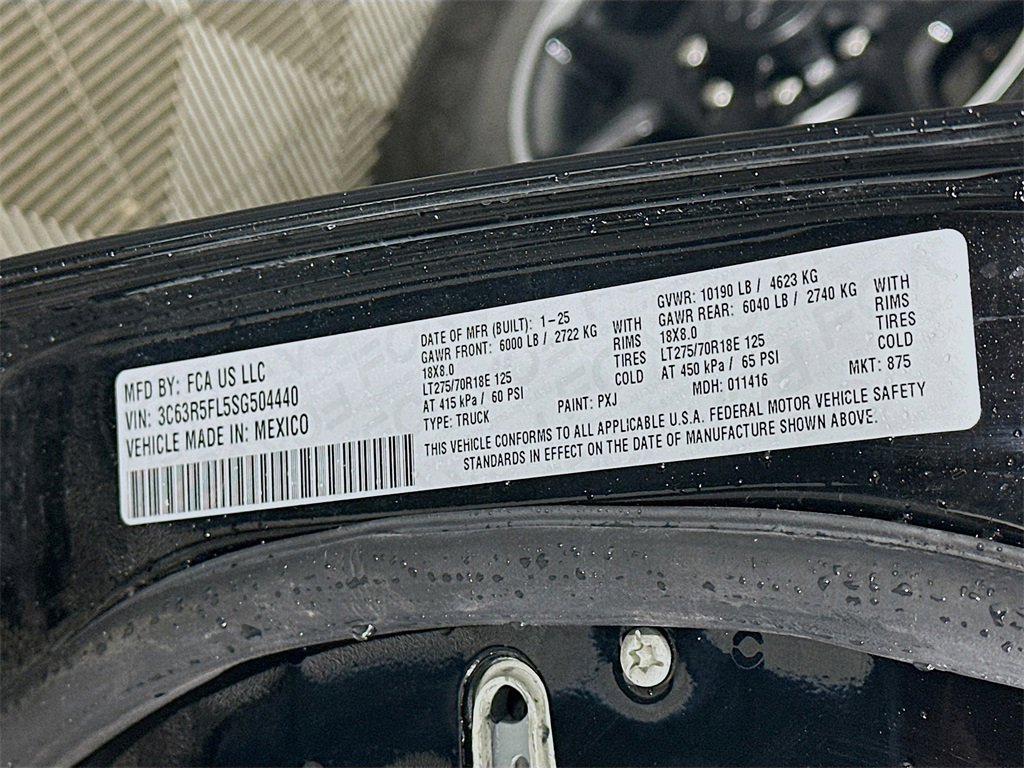 MFD BY: FCA US LLC
VIN: 3C63R5FL5SG504440
VEHICLE MADE IN: MEXICO
DATE OF MFR (BUILT): 1-25
GAWR FRONT: 6000 LB / 2722 KG WITH
18X8.0 RIMS
LT275/70R18E 125 TIRES
AT 415 kPa / 60 PSI COLD
TYPE: TRUCK PAINT: PXJ
GVWR: 10190 LB / 4623 KG
GAWR REAR: 6040 LB / 2740 KG WITH
18X8.0 RIMS
LT275/70R18E 125 TIRES
AT 450 kPa / 65 PSI COLD
MDH: 011416 MKT: 875
THIS VEHICLE CONFORMS TO ALL APPLICABLE U.S.A. FEDERAL MOTOR VEHICLE SAFETY
STANDARDS IN EFFECT ON THE DATE OF MANUFACTURE SHOWN ABOVE.